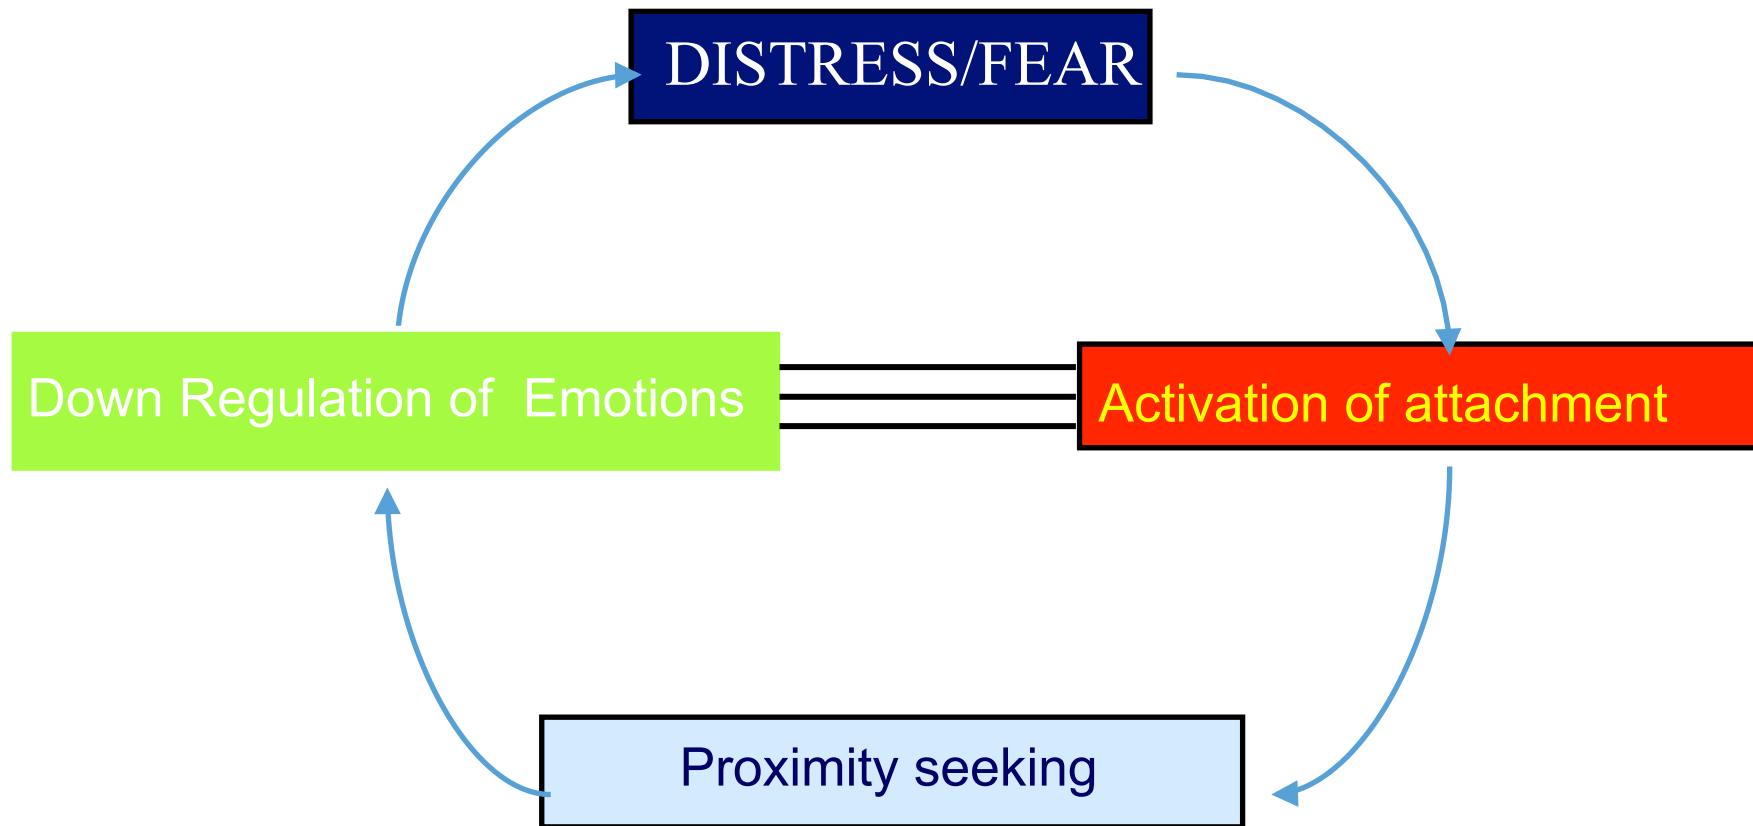 DISTRESS/FEAR
Down Regulation of  Emotions
Activation of attachment
Proximity seeking